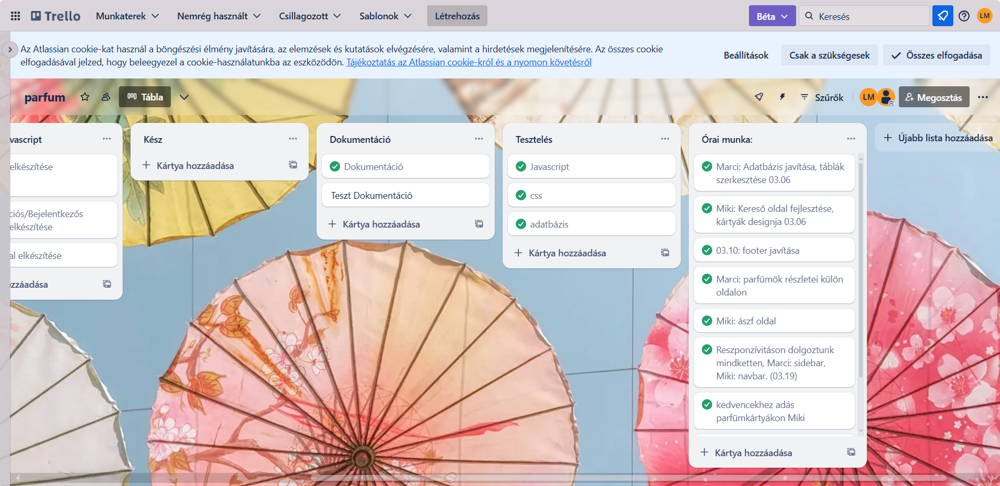 Trello
Munkaterek
Nemrég használt
Csillagozott
Sablonok
Létrehozás
Béta
Keresés
LM
Az Atlassian cookie-kat használ a böngészési élmény javítására, az elemzések és kutatások elvégzésére, valamint a hirdetések megjelenítésére. Az összes cookie
elfogadásával jelzed, hogy beleegyezel a cookie-használatunkba az eszközödön. Tájékoztatás az Atlassian cookie-król és a nyomon követésről
Beállítások
Csak a szükségesek
Összes elfogadása
parfum
Tábla
Szűrők
LM
Megosztás
vascript
elkészítése
ciós/Bejelentkezős
elkészítése
al elkészítése
ozzáadása
Kész
Kártya hozzáadása
Dokumentáció
Dokumentáció
Teszt Dokumentáció
Kártya hozzáadása
Tesztelés
Javascript
css
adatbázis
Kártya hozzáadása
Órai munka:
Marci: Adatbázis javítása, táblák
szerkesztése 03.06
Miki: Kereső oldal fejlesztése,
kártyák designja 03.06
03.10: footer javítása
Marci: parfümök részletei külön
oldalon
Miki: ászf oldal
Reszponzívitáson dolgoztunk
mindketten, Marci: sidebar,
Miki: navbar. (03.19)
kedvencekhez adás
parfümkártyákon Miki
Kártya hozzáadása
Újabb lista hozzáadása